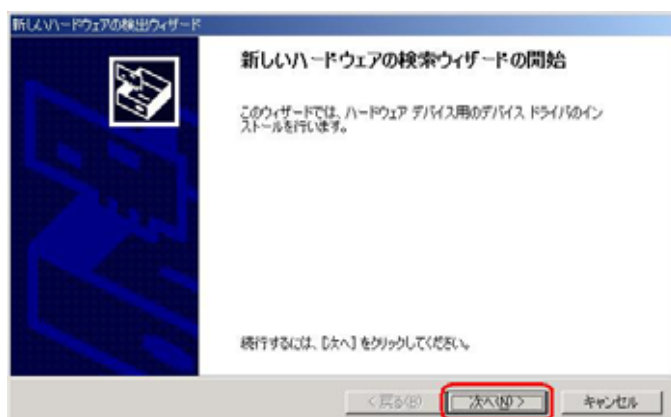 新しいハードウェアの検出ウィザード
新しいハードウェアの検索ウィザードの開始
このウィザードでは、ハードウェア デバイス用のデバイス ドライバのイン
ストールを行います。
続行するには、[次へ] をクリックしてください。
< 戻る(B)
次へ(N) >
キャンセル